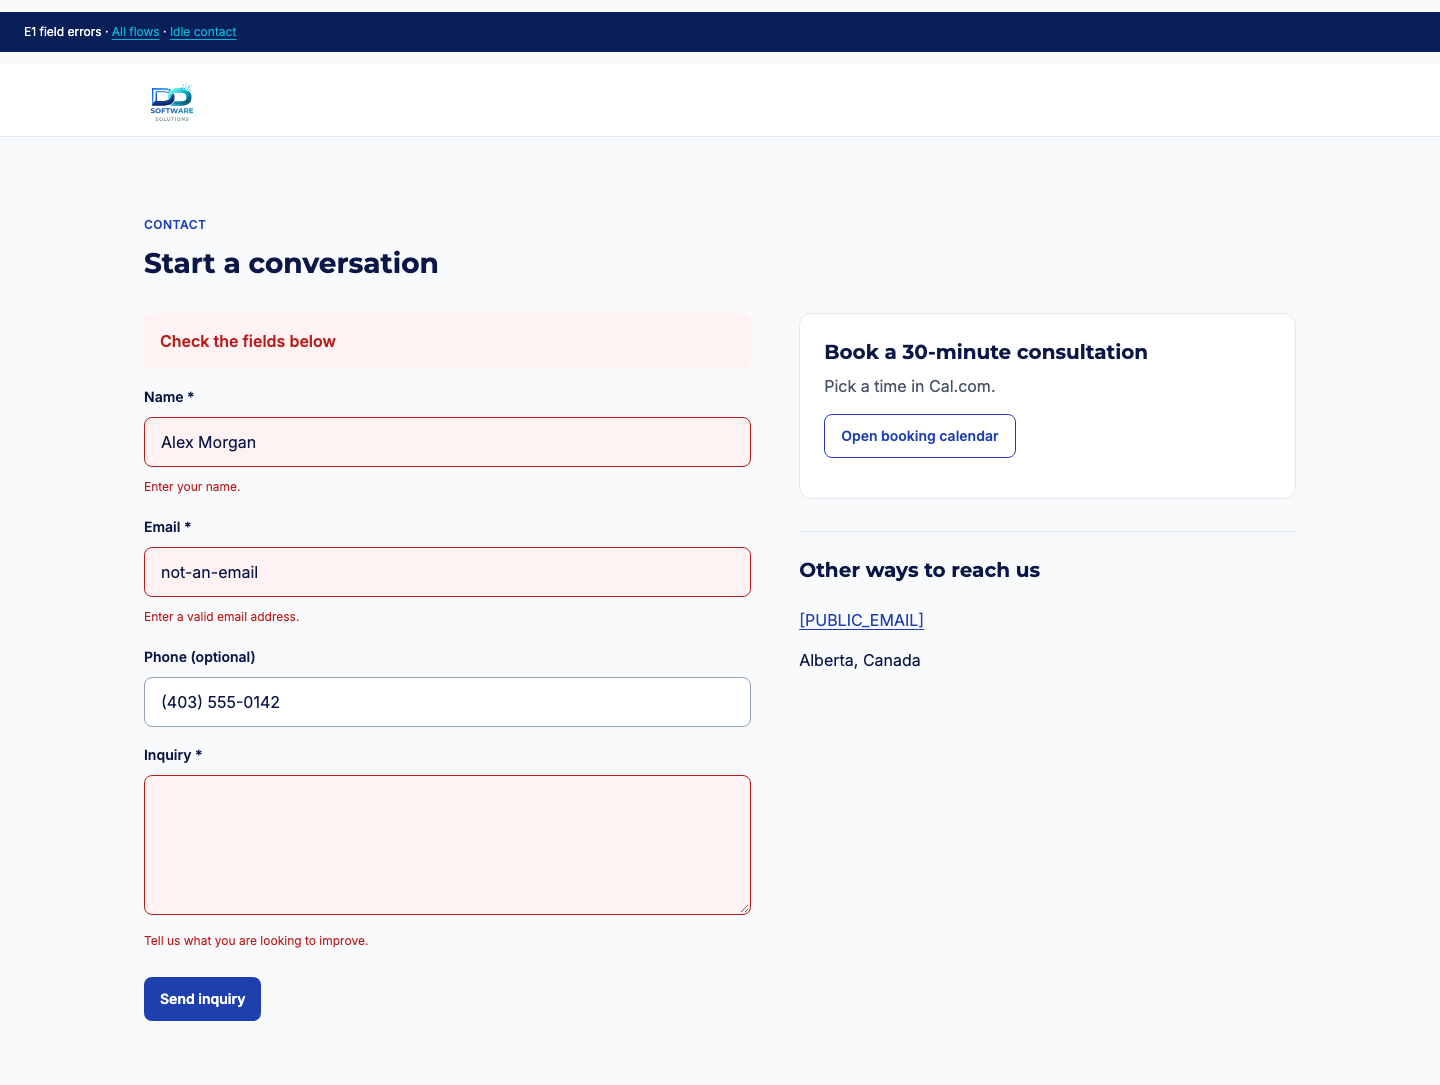 E1 field errors · All flows · Idle contact
DO
SOFTWARE
SOLUTIONS
CONTACT
Start a conversation
Check the fields below
Name *
Alex Morgan
Enter your name.
Email *
not-an-email
Enter a valid email address.
Phone (optional)
(403) 555-0142
Inquiry *
Tell us what you are looking to improve.
Send inquiry
Book a 30-minute consultation
Pick a time in Cal.com.
Open booking calendar
Other ways to reach us
[PUBLIC_EMAIL]
Alberta, Canada